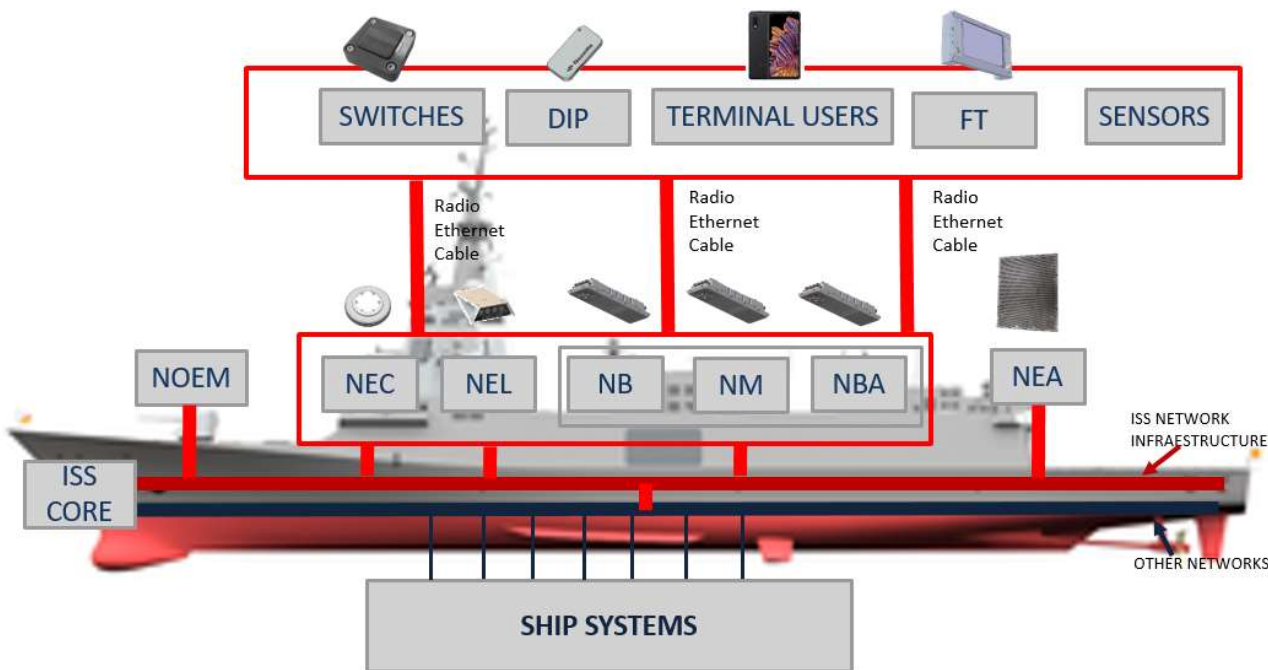 SWITCHES
DIP
TERMINAL USERS
FT
SENSORS
Radio
Ethernet
Cable
Radio
Ethernet
Cable
Radio
Ethernet
Cable
NOEM
NEC
NEL
NB
NM
NBA
NEA
ISS NETWORK
INFRAESTRUCTURE
ISS
CORE
OTHER NETWORKS
SHIP SYSTEMS